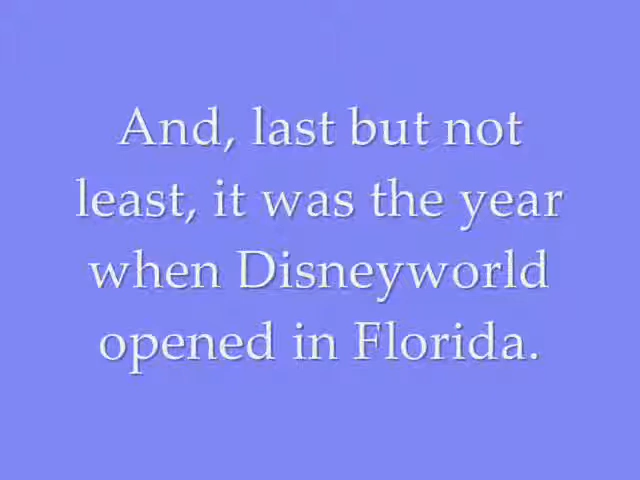 And, last but not
least, it was the year
when Disneyworld
opened in Florida.